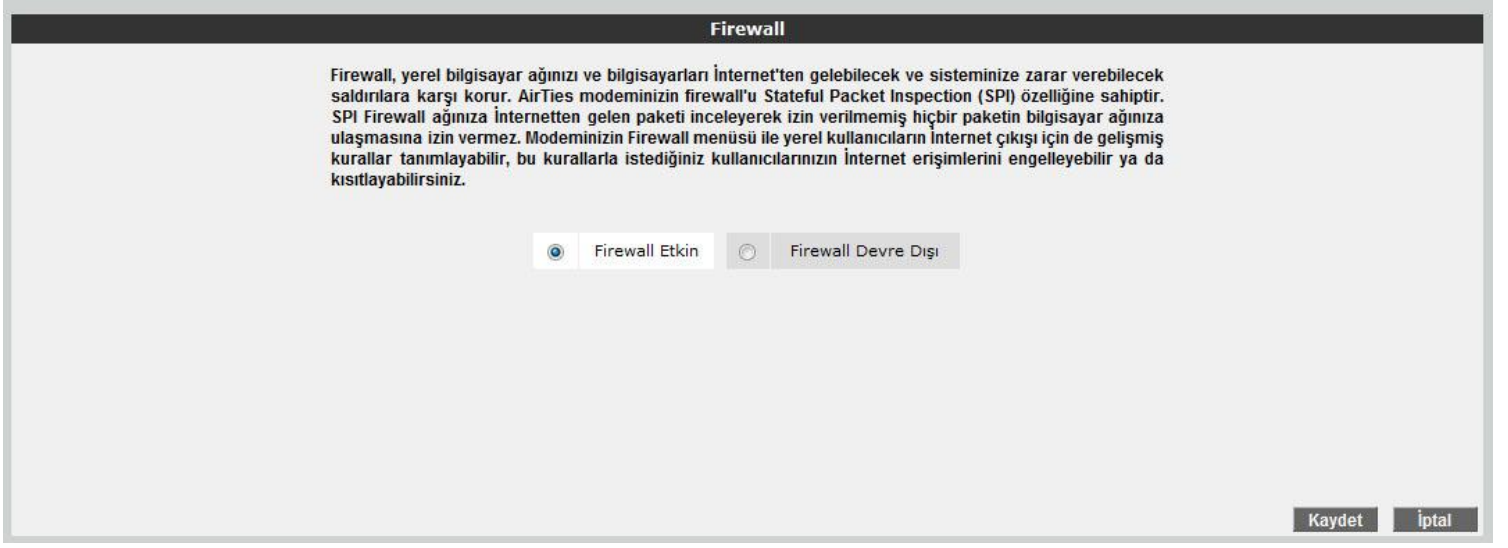 Firewall
Firewall, yerel bilgisayar ağınızı ve bilgisayarları İnternet'ten gelebilecek ve sisteminize zarar verebilecek
saldırılara karşı korur. AirTies modeminizin firewall'u Stateful Packet Inspection (SPI) özelliğine sahiptir.
SPI Firewall ağınıza İnternetten gelen paketi inceleyerek izin verilmemiş hiçbir paketin bilgisayar ağınıza
ulaşmasına izin vermez. Modeminizin Firewall menüsü ile yerel kullanıcıların İnternet çıkışı için de gelişmiş
kurallar tanımlayabilir, bu kurallarla istediğiniz kullanıcılarınızın İnternet erişimlerini engelleyebilir ya da
kısıtlayabilirsiniz.
Firewall Etkin Firewall Devre Dışı
Kaydet İptal